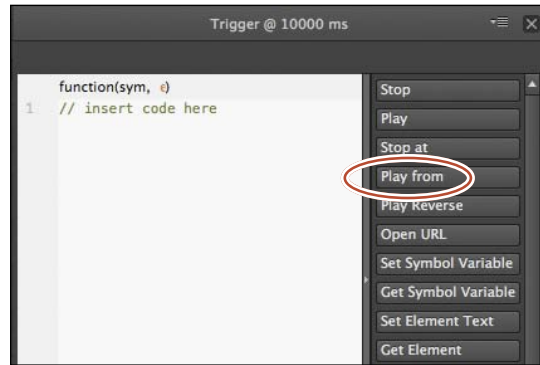 Trigger @ 10000 ms
function(sym, e)
1 // insert code here
Stop
Play
Stop at
Play from
Play Reverse
Open URL
Set Symbol Variable
Get Symbol Variable
Set Element Text
Get Element